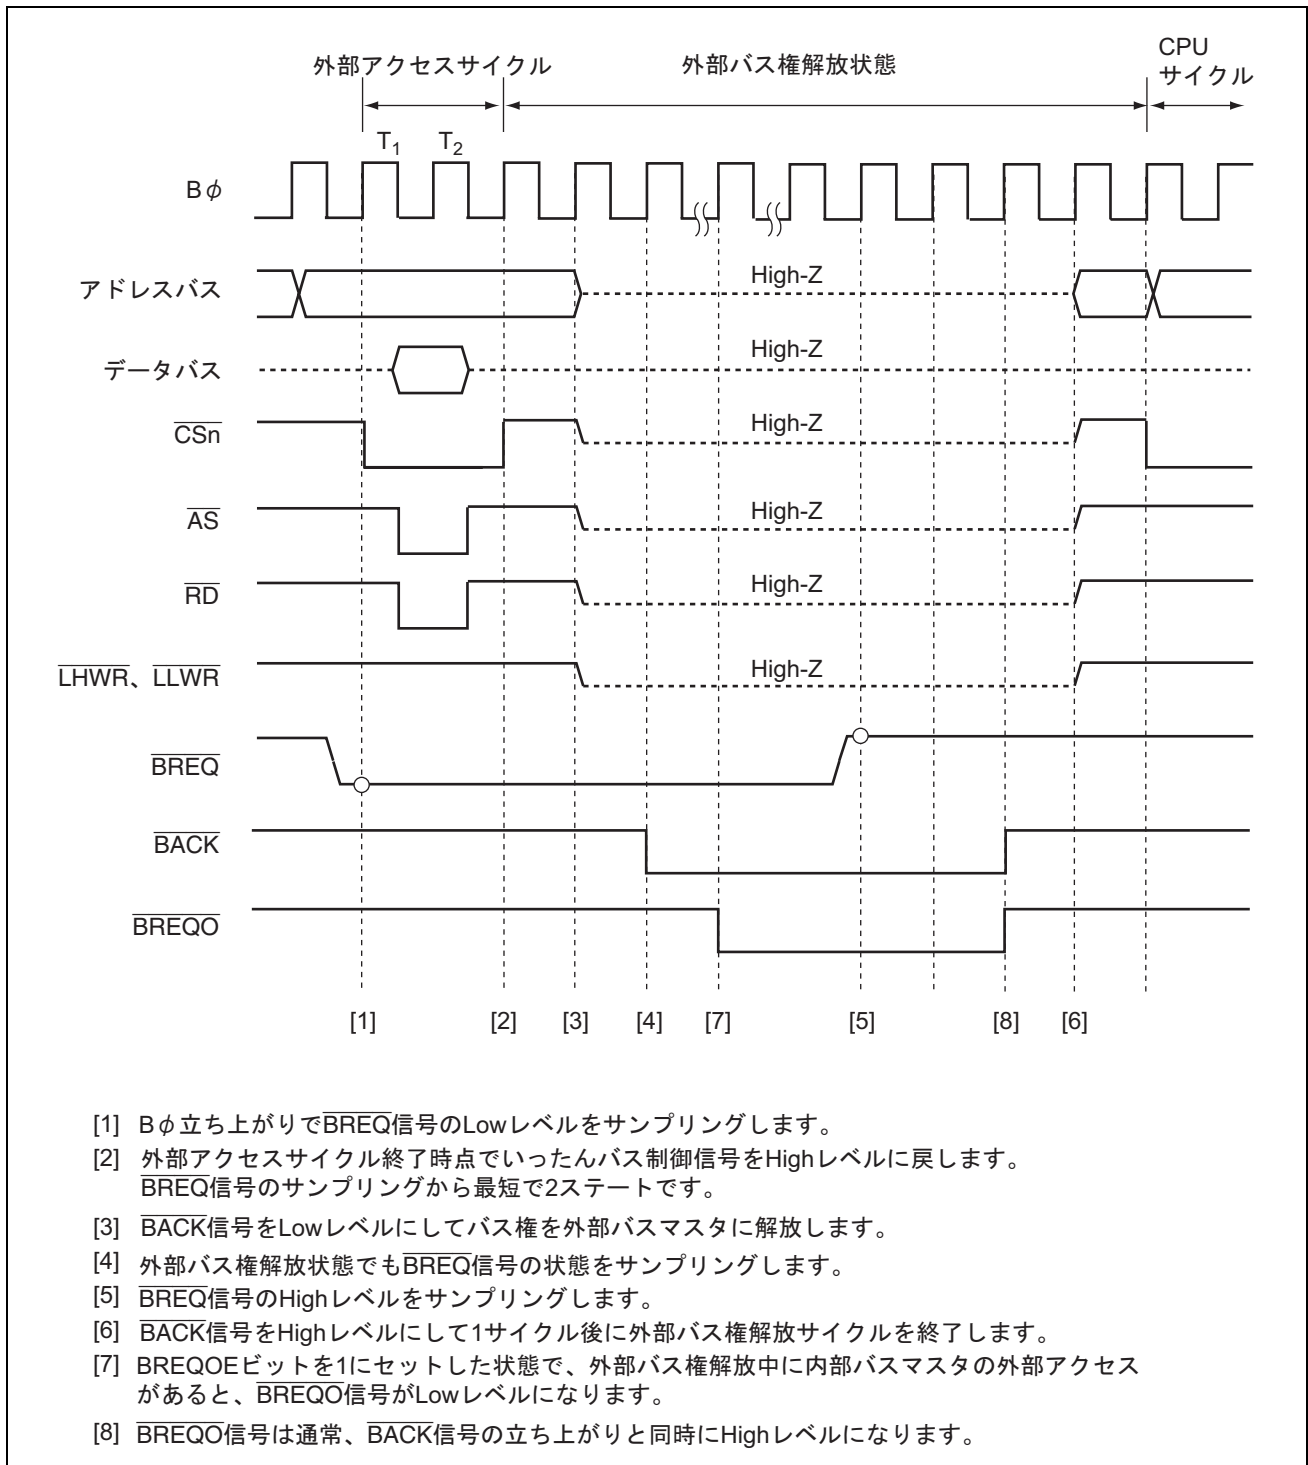 外部アクセスサイクル 外部バス権解放状態 CPU
サイクル
T1 T2
Bφ
アドレスバス High-Z
データバス High-Z
CSn High-Z
AS High-Z
RD High-Z
LHWR、LLWR High-Z
BREQ
BACK
BREQO
[1] [2] [3] [4] [7] [5] [8] [6]
[1] Bφ立ち上がりでBREQ信号のLowレベルをサンプリングします。
[2] 外部アクセスサイクル終了時点でいったんバス制御信号をHighレベルに戻します。
BREQ信号のサンプリングから最短で2ステートです。
[3] BACK信号をLowレベルにしてバス権を外部バスマスタに解放します。
[4] 外部バス権解放状態でもBREQ信号の状態をサンプリングします。
[5] BREQ信号のHighレベルをサンプリングします。
[6] BACK信号をHighレベルにして1サイクル後に外部バス権解放サイクルを終了します。
[7] BREQOEビットを1にセットした状態で、外部バス権解放中に内部バスマスタの外部アクセス
があると、BREQO信号がLowレベルになります。
[8] BREQO信号は通常、BACK信号の立ち上がりと同時にHighレベルになります。